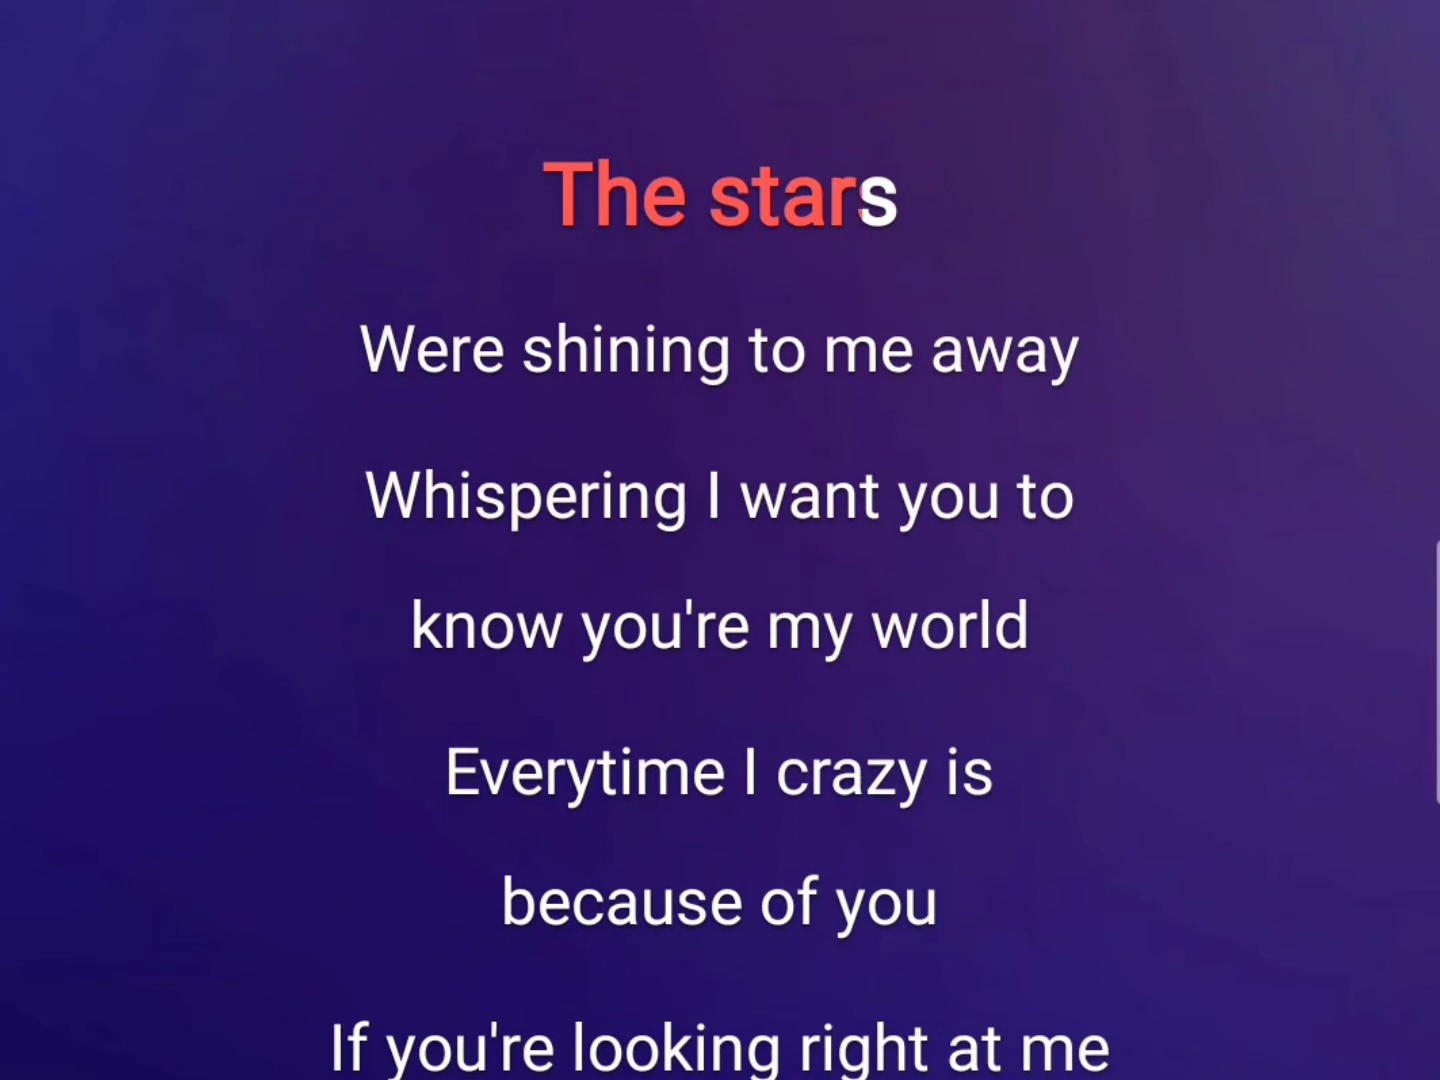 The stars
Were shining to me away
Whispering I want you to
know you're my world
Everytime I crazy is
because of you
If you're looking right at me